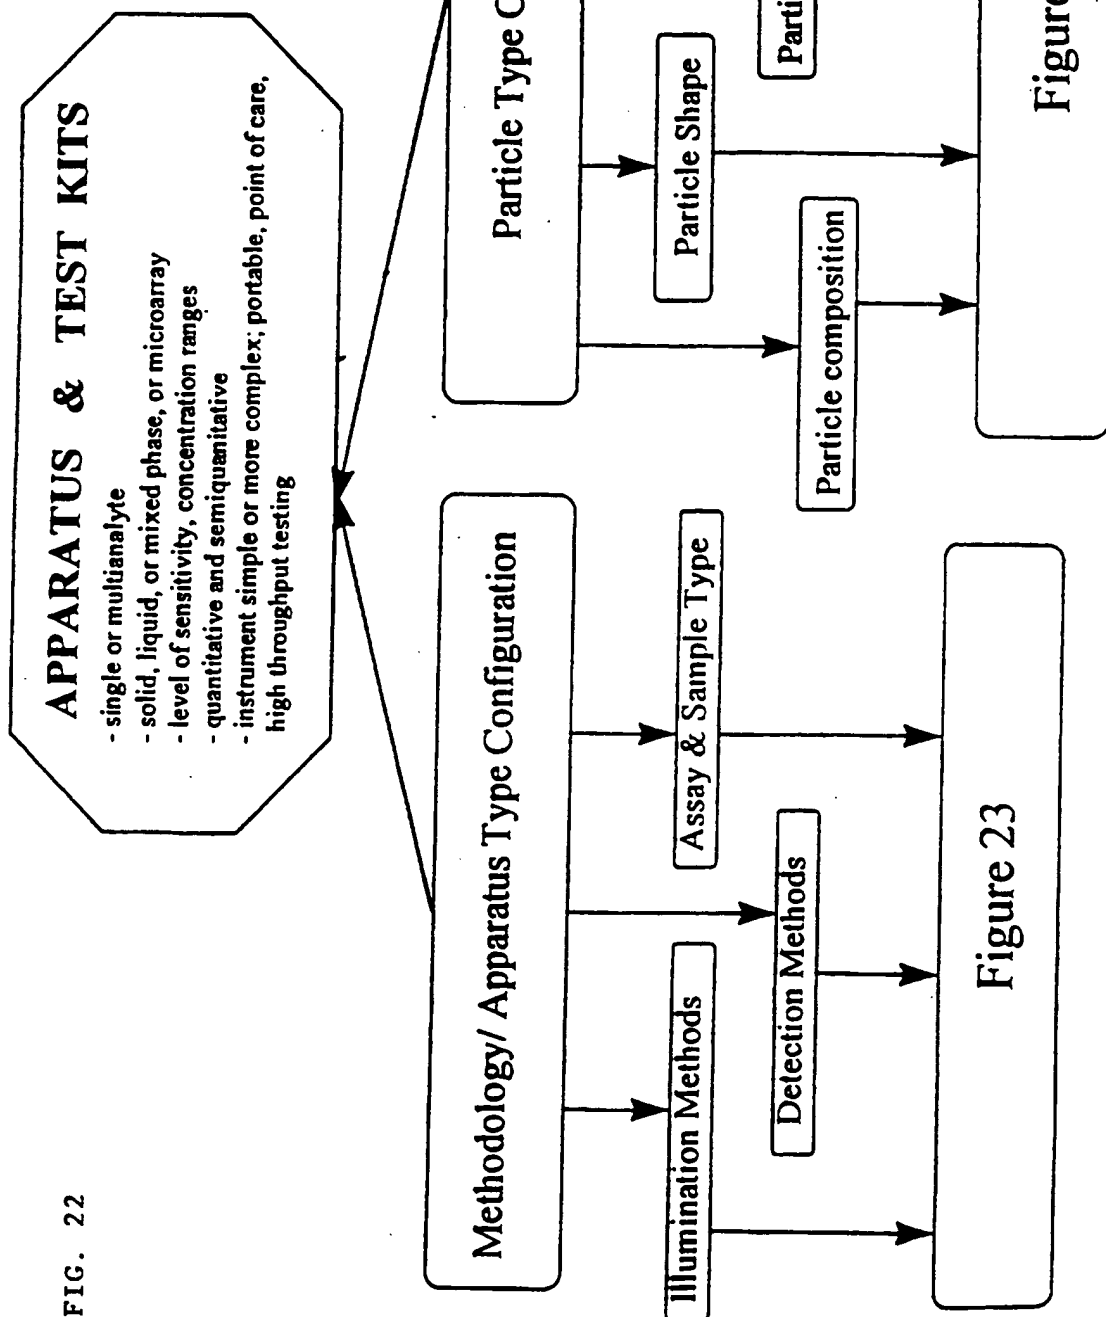 FIG. 22
APPARATUS & TEST KITS
- single or multianalyte
- solid, liquid, or mixed phase, or microarray
- level of sensitivity, concentration ranges
- quantitative and semiquanitative
- instrument simple or more complex; portable, point of care,
high throughput testing
Methodology/ Apparatus Type Configuration
Particle Type C
Illumination Methods
Assay & Sample Type
Detection Methods
Particle Shape
Parti
Particle composition
Figure 23
Figure